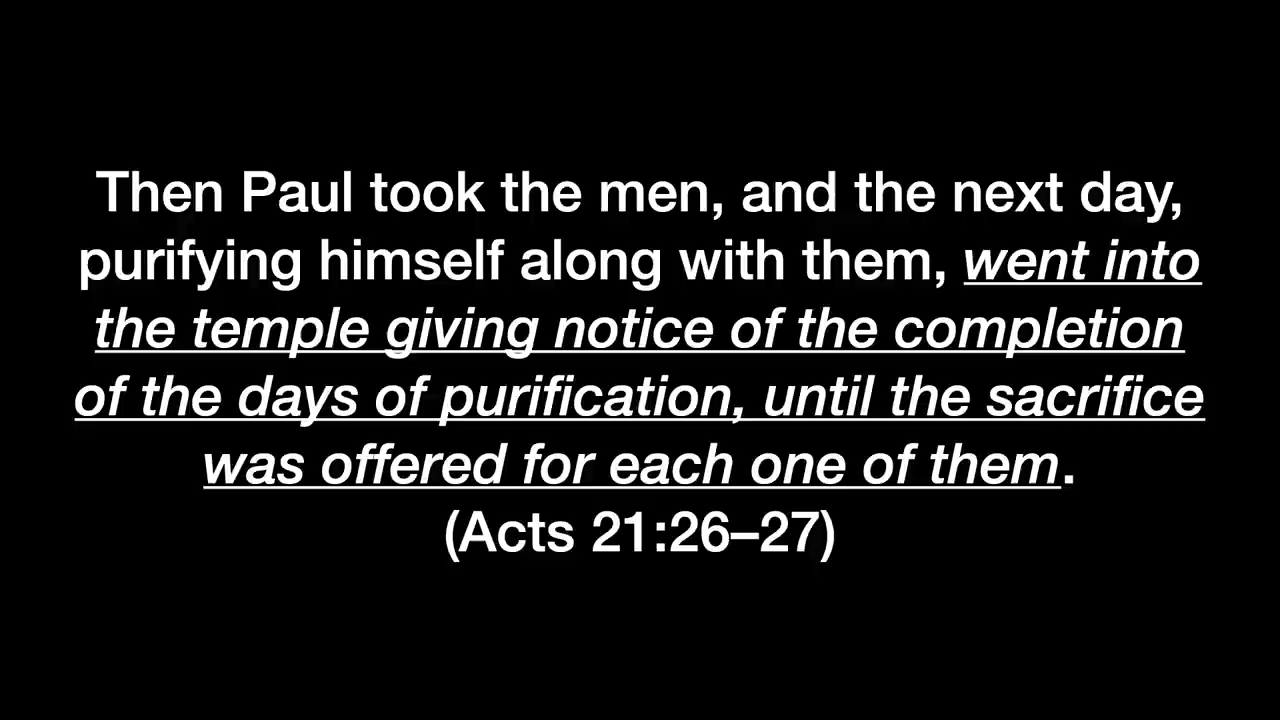 Then Paul took the men, and the next day,
purifying himself along with them, went into
the temple giving notice of the completion
of the days of purification, until the sacrifice
was offered for each one of them.
(Acts 21:26–27)